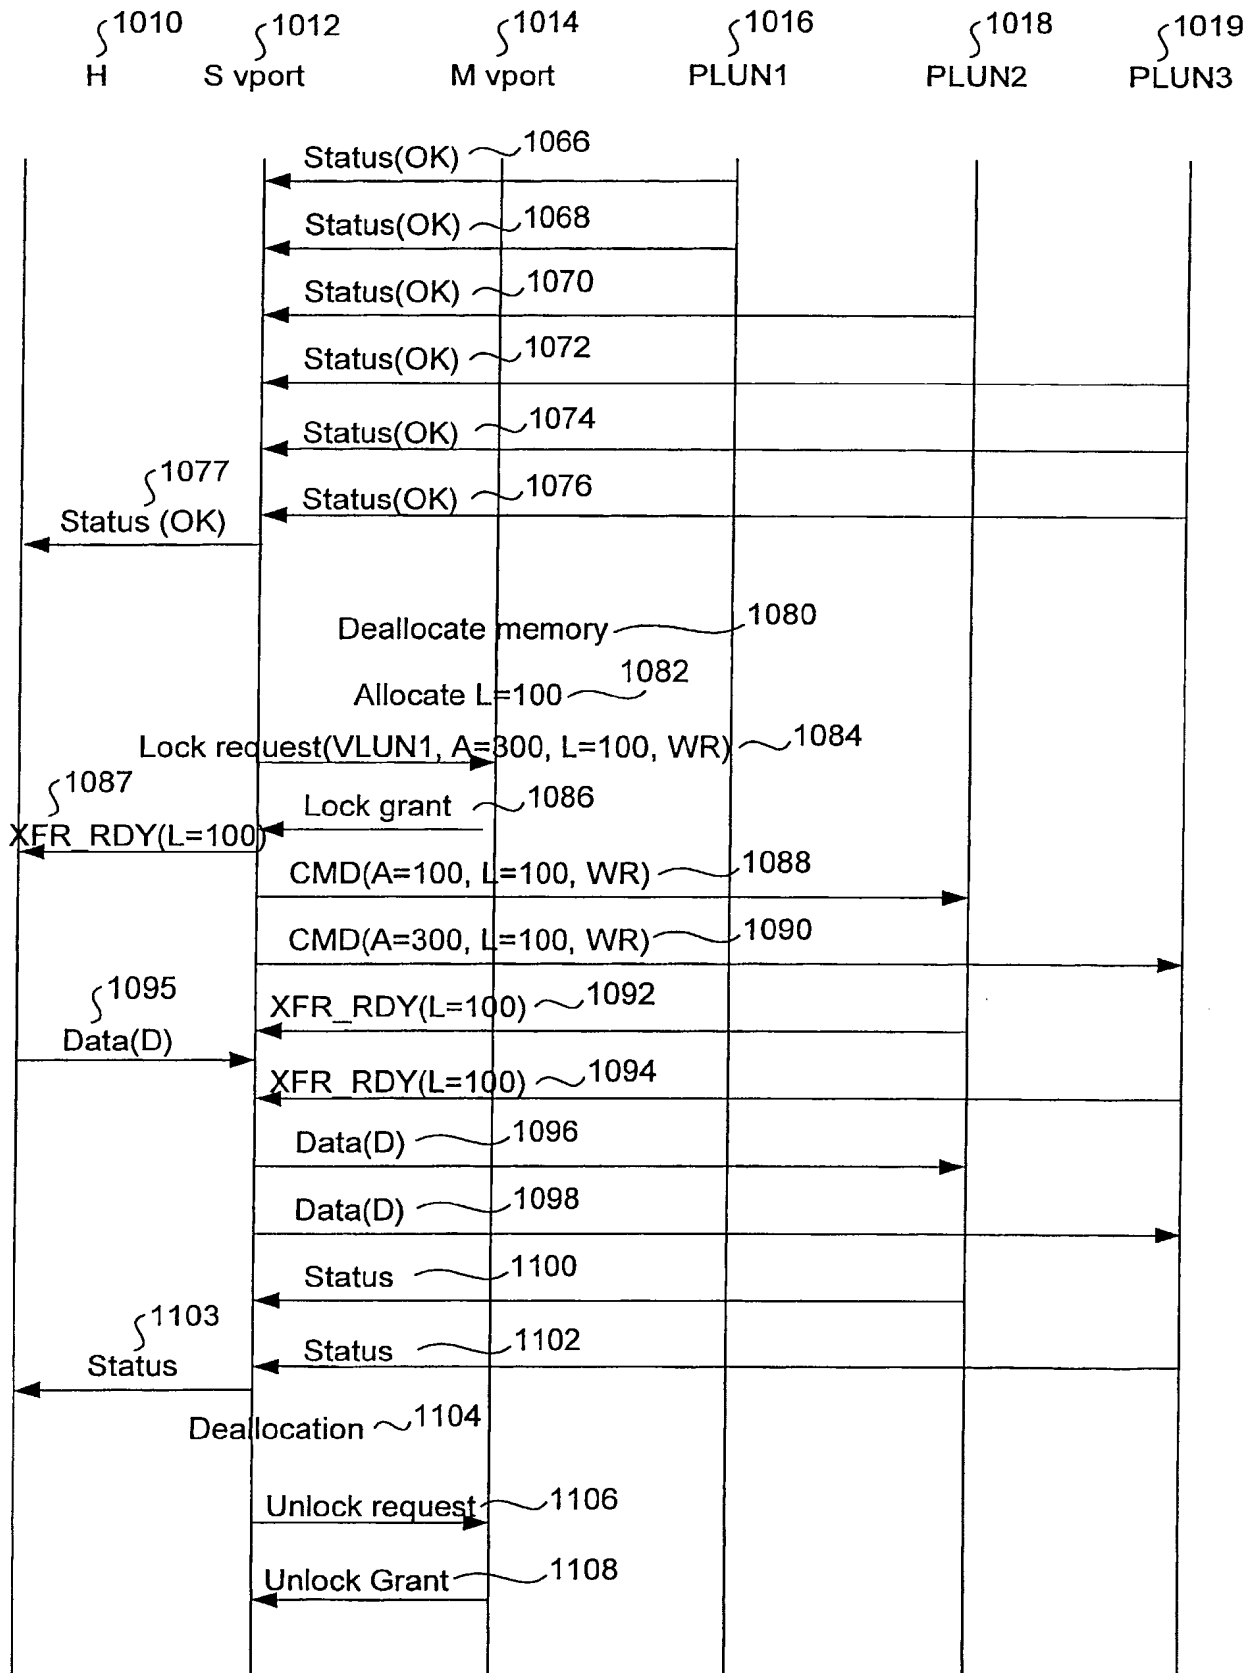 1010 1012 1014 1016 1018 1019
H S vport M vport PLUN1 PLUN2 PLUN3
Status(OK) 1066
Status(OK) 1068
Status(OK) 1070
Status(OK) 1072
Status(OK) 1074
1077
Status(OK) 1076
Status (OK)
Deallocate memory 1080
Allocate L=100 1082
Lock request(VLUN1, A=300, L=100, WR) 1084
1087
Lock grant 1086
XFR_RDY(L=100)
CMD(A=100, L=100, WR) 1088
CMD(A=300, L=100, WR) 1090
1095
XFR_RDY(L=100) 1092
Data(D)
XFR_RDY(L=100) 1094
Data(D) 1096
Data(D) 1098
Status 1100
1103
Status 1102
Status
Deallocation 1104
Unlock request 1106
Unlock Grant 1108